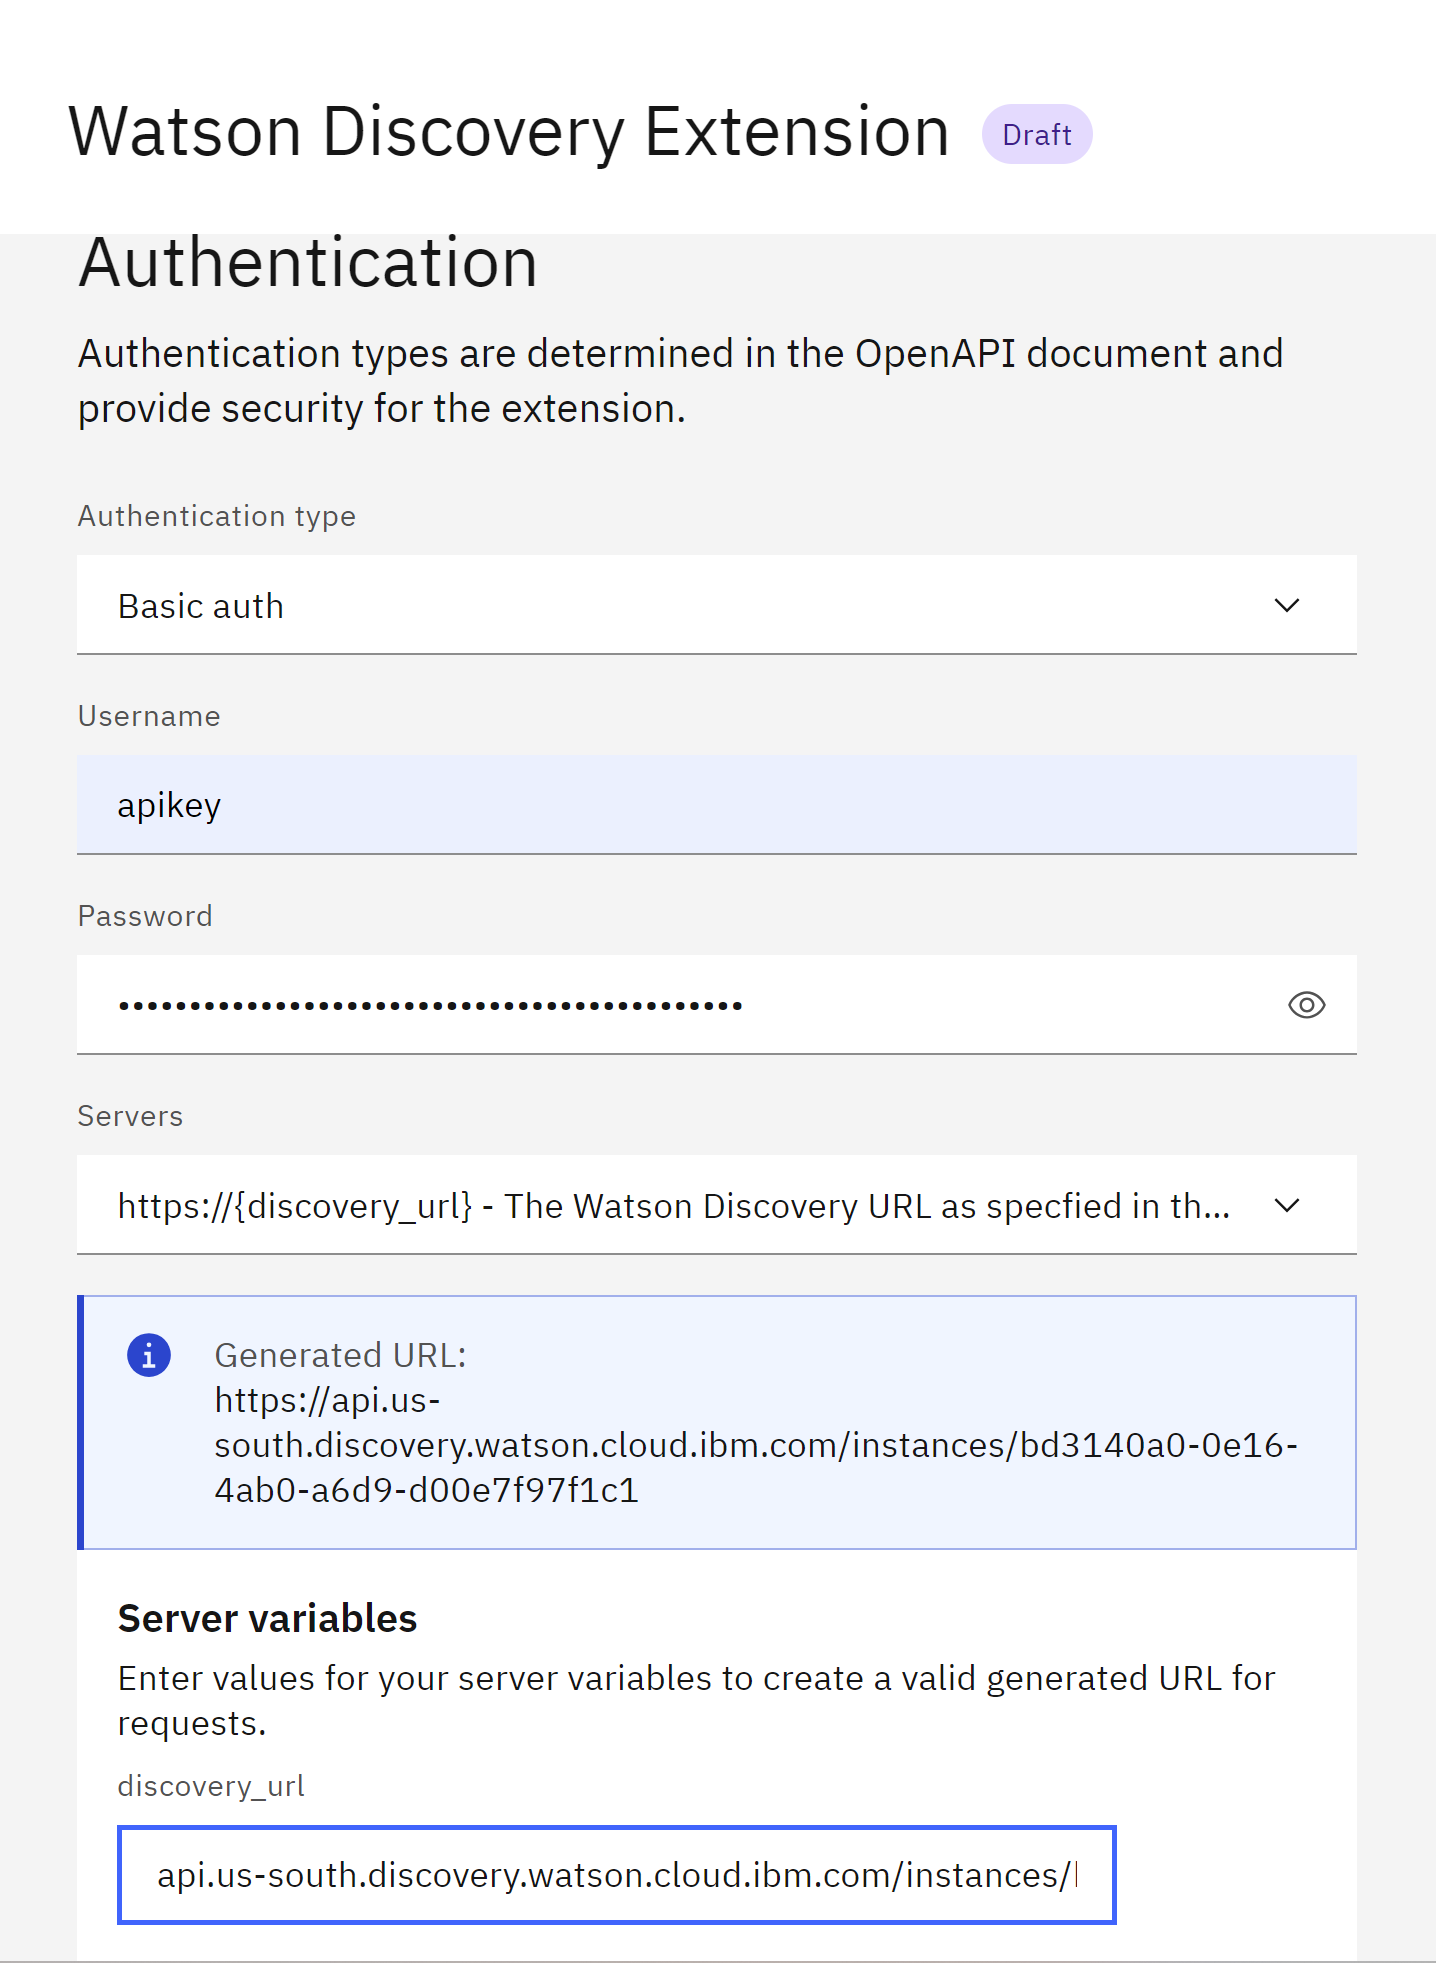 Watson Discovery Extension Draft
Authentication
Authentication types are determined in the OpenAPI document and
provide security for the extension.
Authentication type
Basic auth
Username
apikey
Password
••••••••••••••••••••••••••••••••••••••••••••
Servers
https://{discovery_url} - The Watson Discovery URL as specfied in th...
Generated URL:
https://api.us-
south.discovery.watson.cloud.ibm.com/instances/bd3140a0-0e16-
4ab0-a6d9-d00e7f97f1c1
Server variables
Enter values for your server variables to create a valid generated URL for
requests.
discovery_url
api.us-south.discovery.watson.cloud.ibm.com/instances/